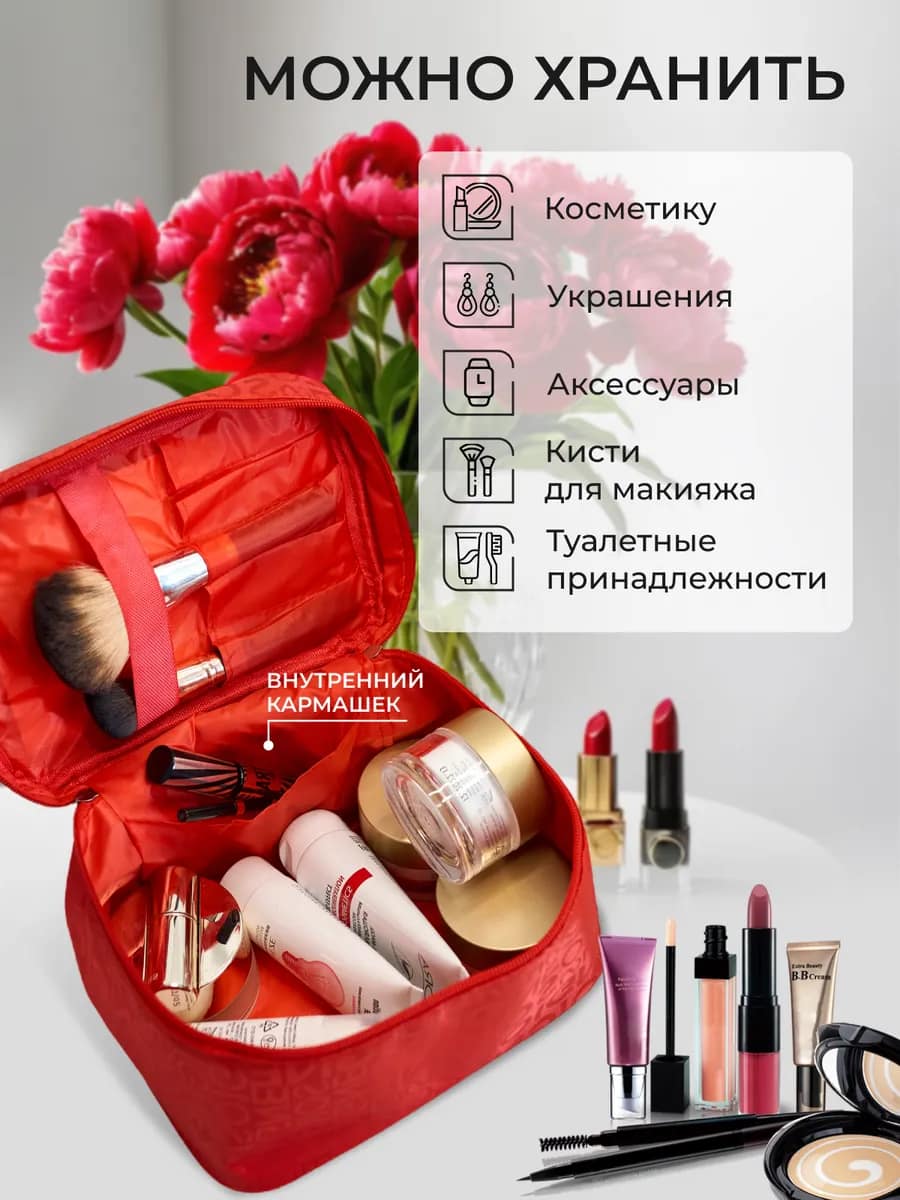 МОЖНО ХРАНИТЬ
Косметику
Украшения
Аксессуары
Кисти
для макияжа
Туалетные
принадлежности
ВНУТРЕННИЙ
КАРМАШЕК
Extra Beauty
B.B Cream